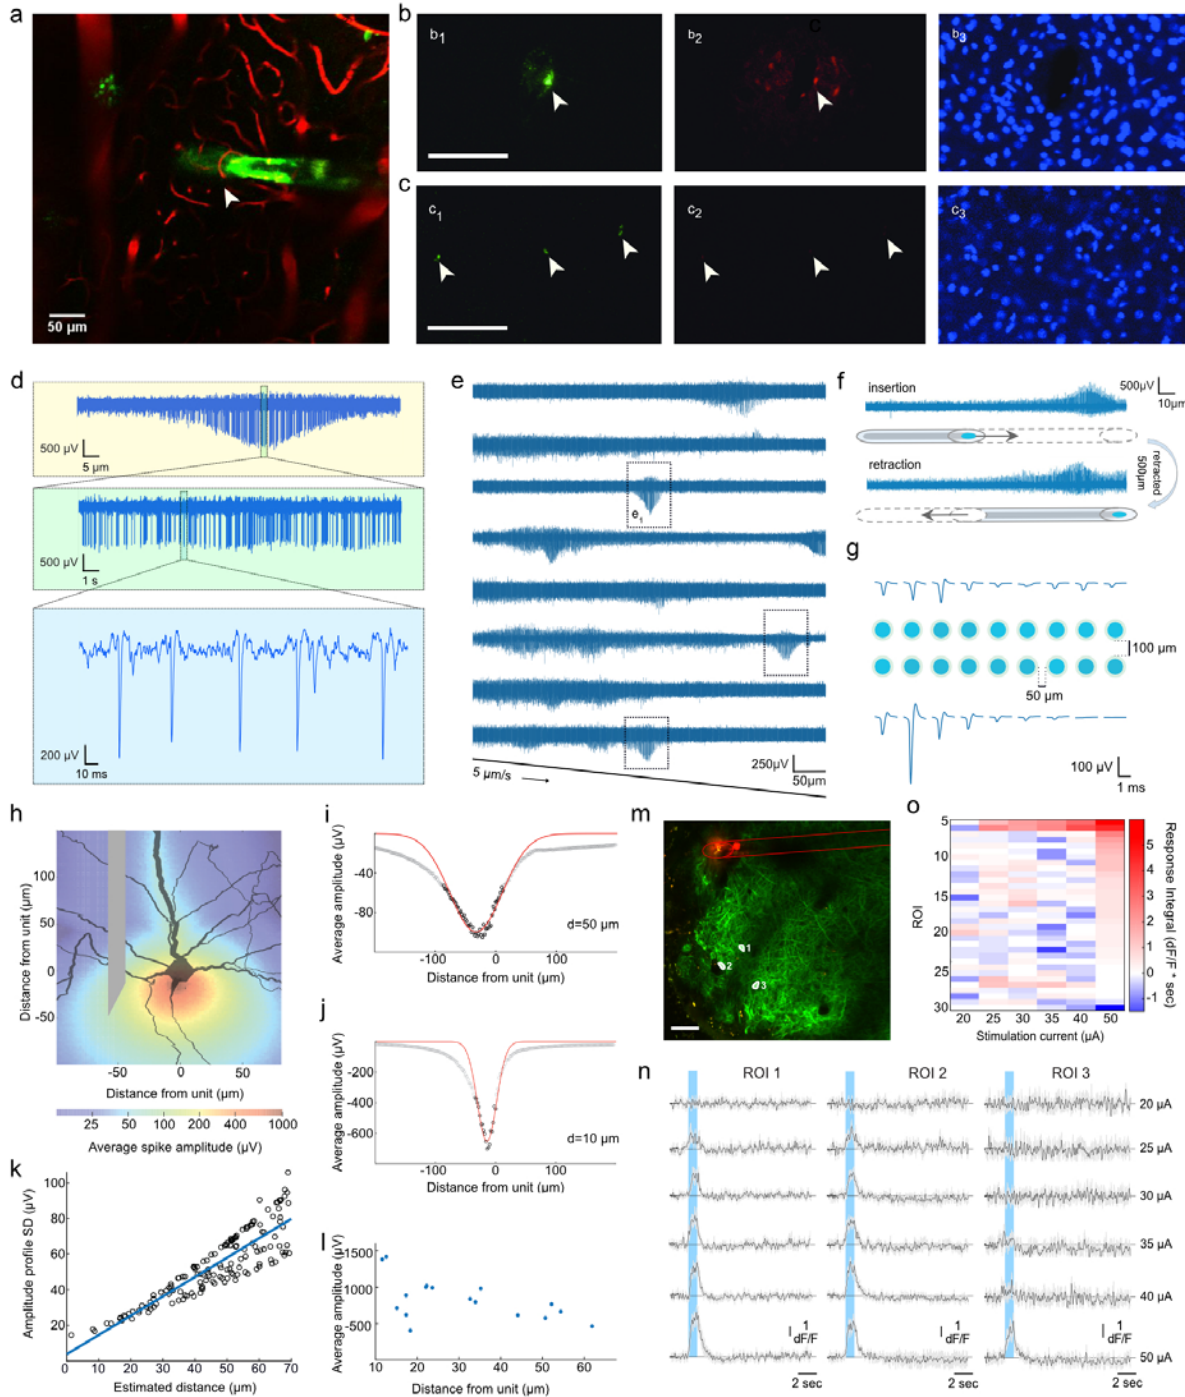 a
50 µm
b
b1
b2
c
b3
c
c1
c2
c3
d
500 µV
5 µm
500 µV
1 s
200 µV
10 ms
e
e1
5 µm/s
250µV
50µm
f
insertion
500µV
10µm
retraction
retracted
500µm
g
100 µm
50 µm
100 µV
1 ms
h
Distance from unit (µm)
100
50
0
-50
-50 0 50
Distance from unit (µm)
25 50 100 200 400 1000
Average spike amplitude (µV)
i
Average amplitude (µV)
-40
-80
d=50 µm
-100 0 100
Distance from unit (µm)
j
Average amplitude (µV)
-200
-400
-600
d=10 µm
-100 0 100
Distance from unit (µm)
k
Amplitude profile SD (µV)
100
80
60
40
20
0 10 20 30 40 50 60 70
Estimated distance (µm)
l
Average amplitude (µV)
-1500
-1000
-500
10 20 30 40 50 60
Distance from unit (µm)
m
1
2
3
o
ROI
5
10
15
20
25
30
20 25 30 35 40 50
Stimulation current (µA)
5
4
3
2
1
0
-1
Response Integral (dF/F * sec)
n
ROI 1 ROI 2 ROI 3
20 µA
25 µA
30 µA
35 µA
40 µA
50 µA
1
dF/F
1
dF/F
1
dF/F
2 sec
2 sec
2 sec